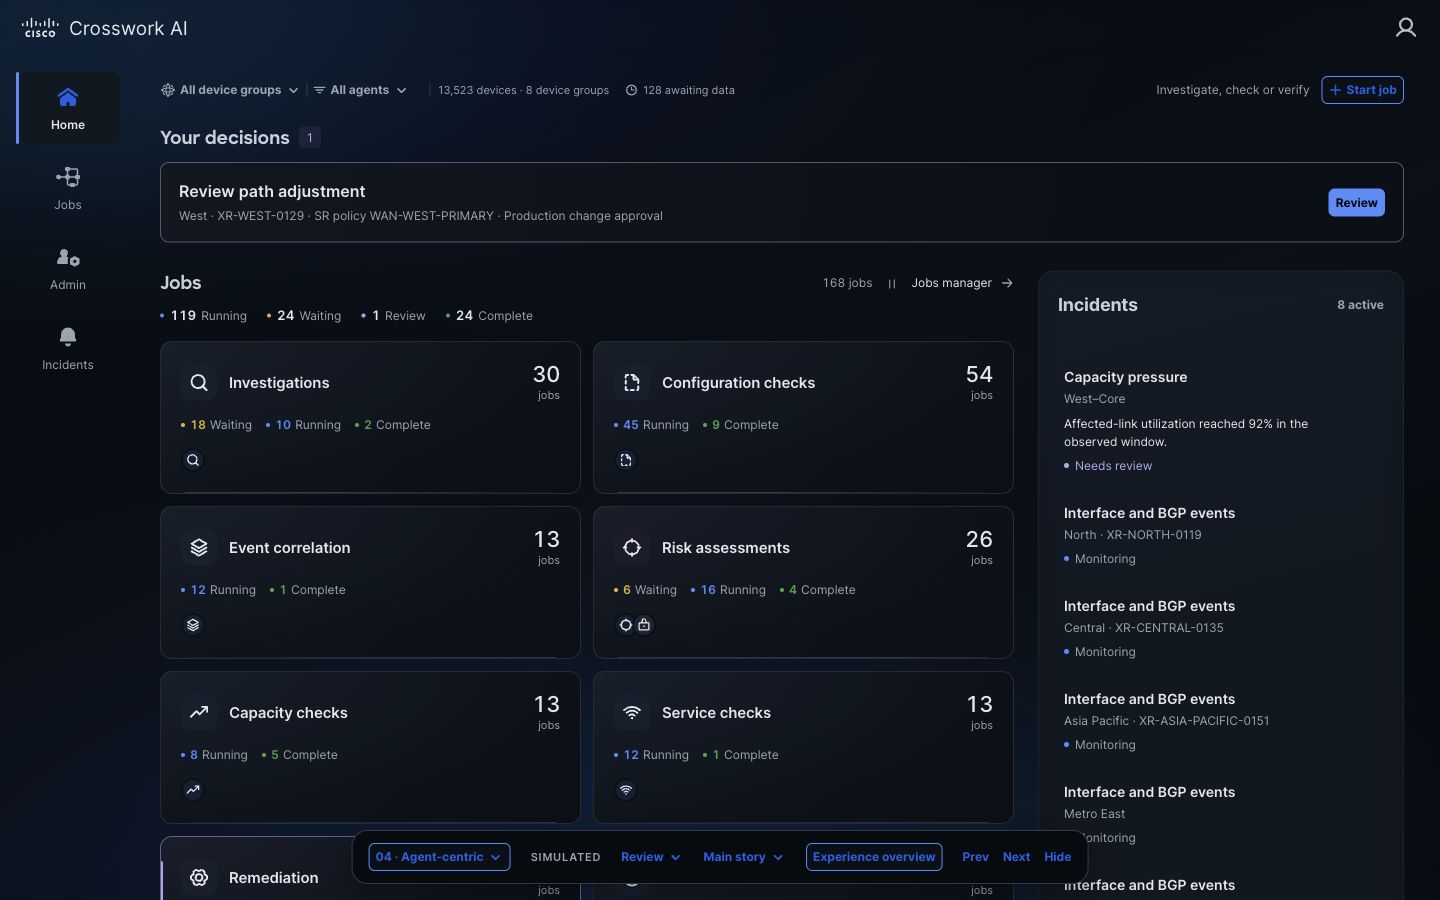 CISCO Crosswork AI
Home
Jobs
Admin
Incidents
All device groups All agents 13,523 devices · 8 device groups 128 awaiting data Investigate, check or verify + Start job
Your decisions 1
Review path adjustment
West · XR-WEST-0129 · SR policy WAN-WEST-PRIMARY · Production change approval
Review
Jobs 168 jobs Jobs manager →
119 Running 24 Waiting 1 Review 24 Complete
Investigations 30 jobs
18 Waiting 10 Running 2 Complete
Configuration checks 54 jobs
45 Running 9 Complete
Event correlation 13 jobs
12 Running 1 Complete
Risk assessments 26 jobs
6 Waiting 16 Running 4 Complete
Capacity checks 13 jobs
8 Running 5 Complete
Service checks 13 jobs
12 Running 1 Complete
Remediation jobs
jobs
Incidents 8 active
Capacity pressure
West–Core
Affected-link utilization reached 92% in the
observed window.
Needs review
Interface and BGP events
North · XR-NORTH-0119
Monitoring
Interface and BGP events
Central · XR-CENTRAL-0135
Monitoring
Interface and BGP events
Asia Pacific · XR-ASIA-PACIFIC-0151
Monitoring
Interface and BGP events
Metro East
onitoring
Interface and BGP events
04 · Agent-centric SIMULATED Review Main story Experience overview Prev Next Hide